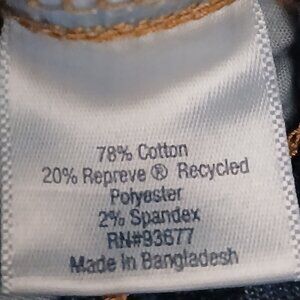 78% Cotton
20% Repreve ® Recycled
Polyester
2% Spandex
RN#93677
Made In Bangladesh